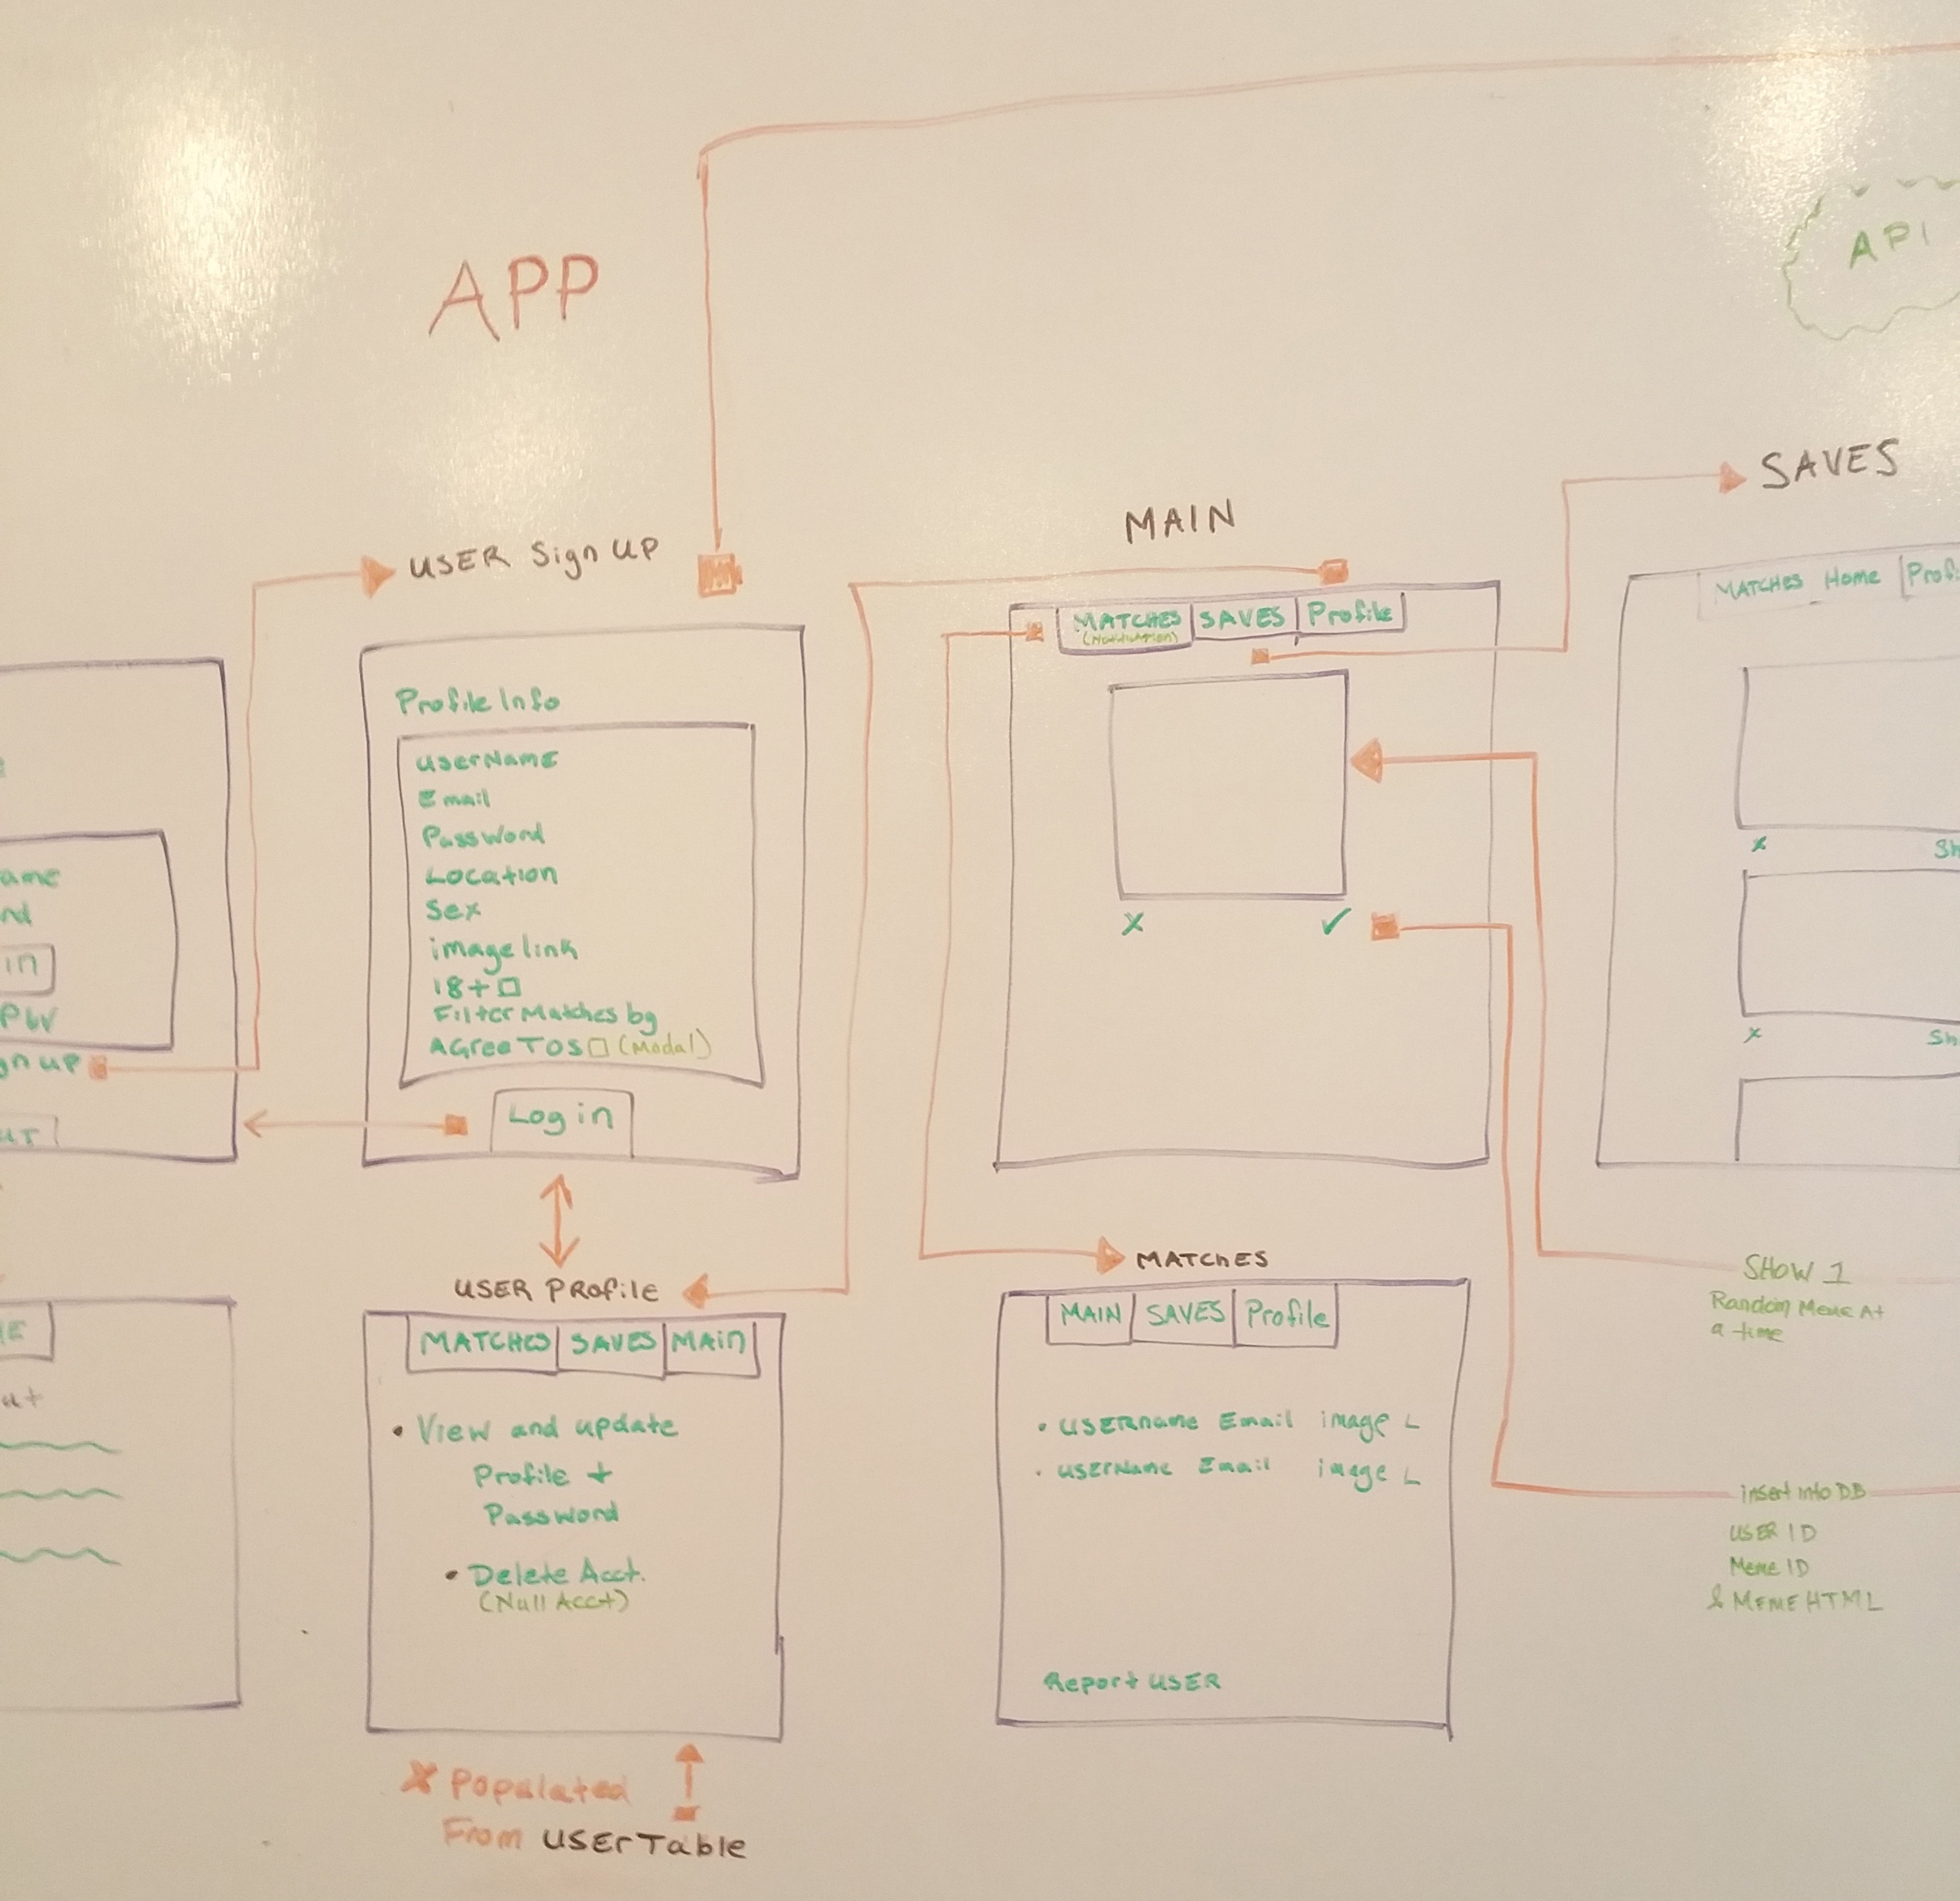 APP
API
USER Sign UP
MAIN
SAVES
Profile Info
UserName
Email
Password
Location
Sex
image link
18+
Filter Matches by
AGree TOS (Modal)
Log in
MATCHES SAVES Profile
(Notification)
X ✓
MATCHES Home Profi
x Sh
x Sh
ame
nd
in
PW
gn up
UT
USER Profile
MATCHES SAVES MAin
• View and update
Profile +
Password
• Delete Acct.
(Null Acct)
X Populated
From USErTable
MATChES
MAIN SAVES Profile
• USERname Email image L
• UserName Email image L
Report USER
SHOW 1
Random Meme At
a time
insert into DB
USER ID
Meme ID
& MEME HTML
E
ut